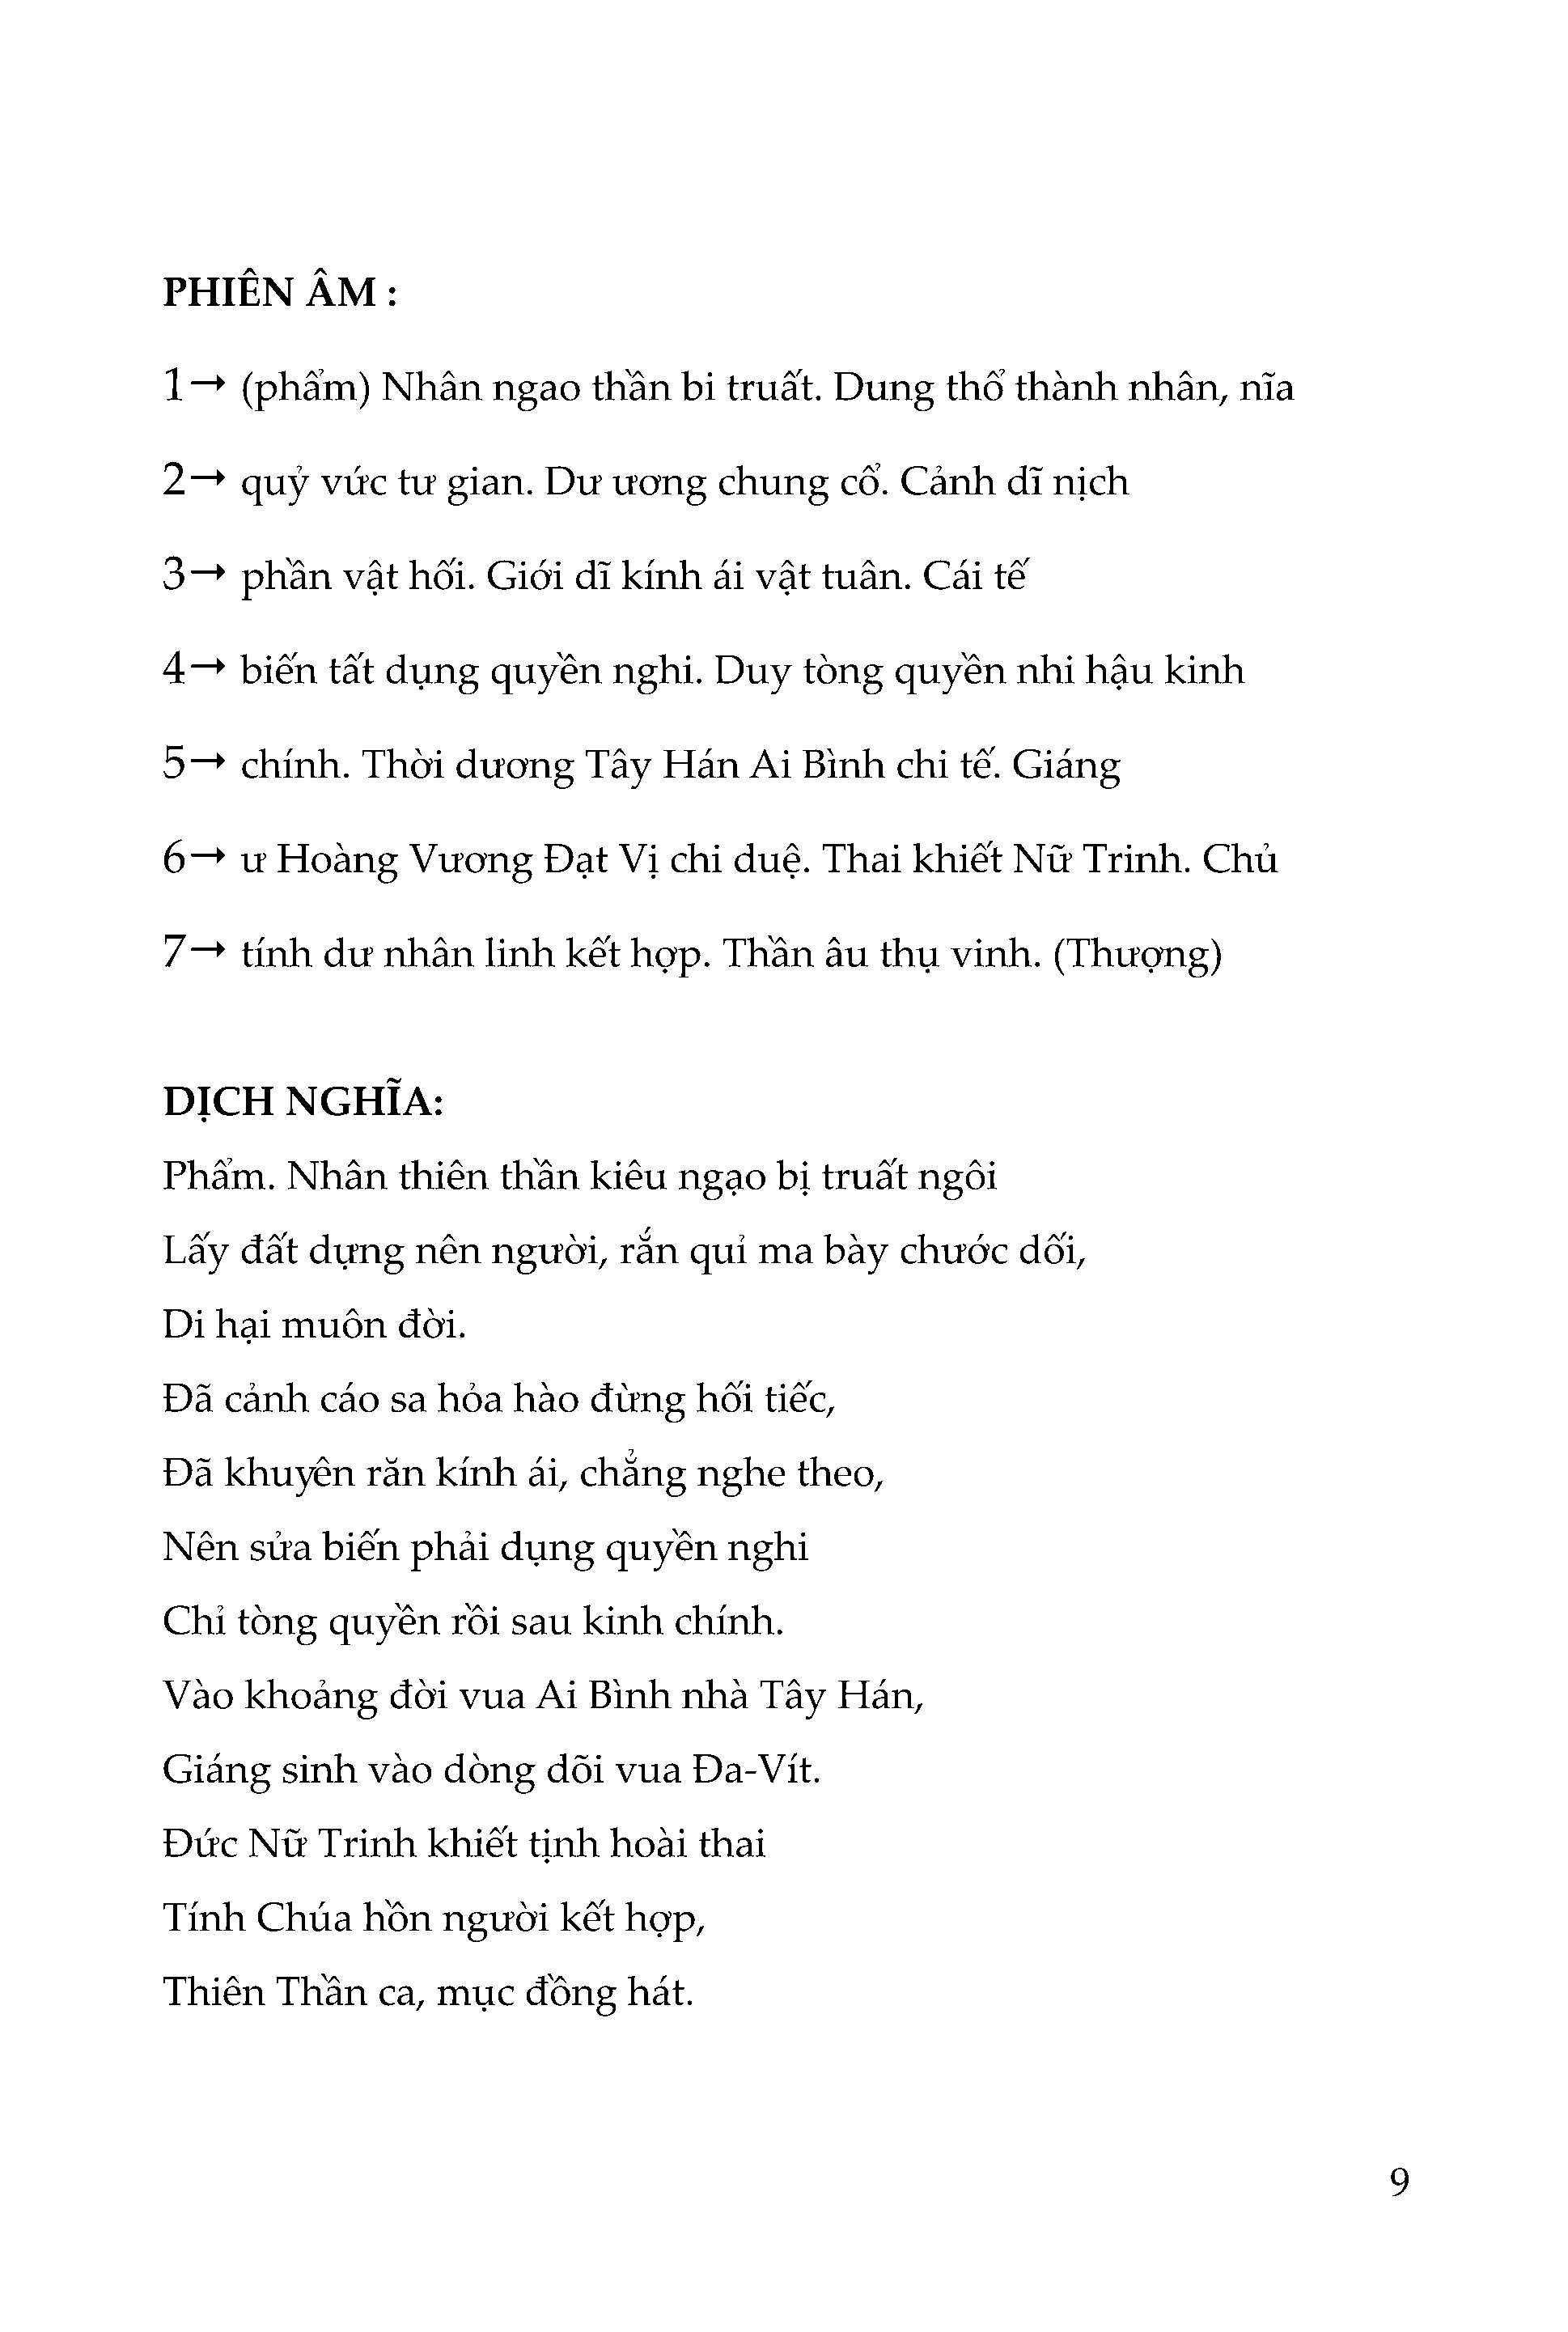 PHIÊN ÂM :
1→ (phẩm) Nhân ngao thần bi truất. Dung thổ thành nhân, nĩa
2→ quỷ vức tư gian. Dư ương chung cổ. Cảnh dĩ nịch
3→ phần vật hối. Giới dĩ kính ái vật tuân. Cái tế
4→ biến tất dụng quyền nghi. Duy tòng quyền nhi hậu kinh
5→ chính. Thời dương Tây Hán Ai Bình chi tế. Giáng
6→ ư Hoàng Vương Đạt Vị chi duệ. Thai khiết Nữ Trinh. Chủ
7→ tính dư nhân linh kết hợp. Thần âu thụ vinh. (Thượng)
DỊCH NGHĨA:
Phẩm. Nhân thiên thần kiêu ngạo bị truất ngôi
Lấy đất dựng nên người, rắn quỉ ma bày chước dối,
Di hại muôn đời.
Đã cảnh cáo sa hỏa hào đừng hối tiếc,
Đã khuyên răn kính ái, chẳng nghe theo,
Nên sửa biến phải dụng quyền nghi
Chỉ tòng quyền rồi sau kinh chính.
Vào khoảng đời vua Ai Bình nhà Tây Hán,
Giáng sinh vào dòng dõi vua Đa-Vít.
Đức Nữ Trinh khiết tịnh hoài thai
Tính Chúa hồn người kết hợp,
Thiên Thần ca, mục đồng hát.
9